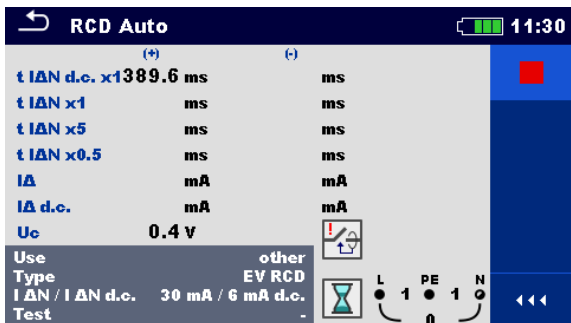 RCD Auto 11:30
(+) (-)
t IΔN d.c. x1 389.6 ms ms
t IΔN x1 ms ms
t IΔN x5 ms ms
t IΔN x0.5 ms ms
IΔ mA mA
IΔ d.c. mA mA
Uc 0.4 V
Use other
Type EV RCD
I ΔN / I ΔN d.c. 30 mA / 6 mA d.c.
Test -
L PE N
1 1
0